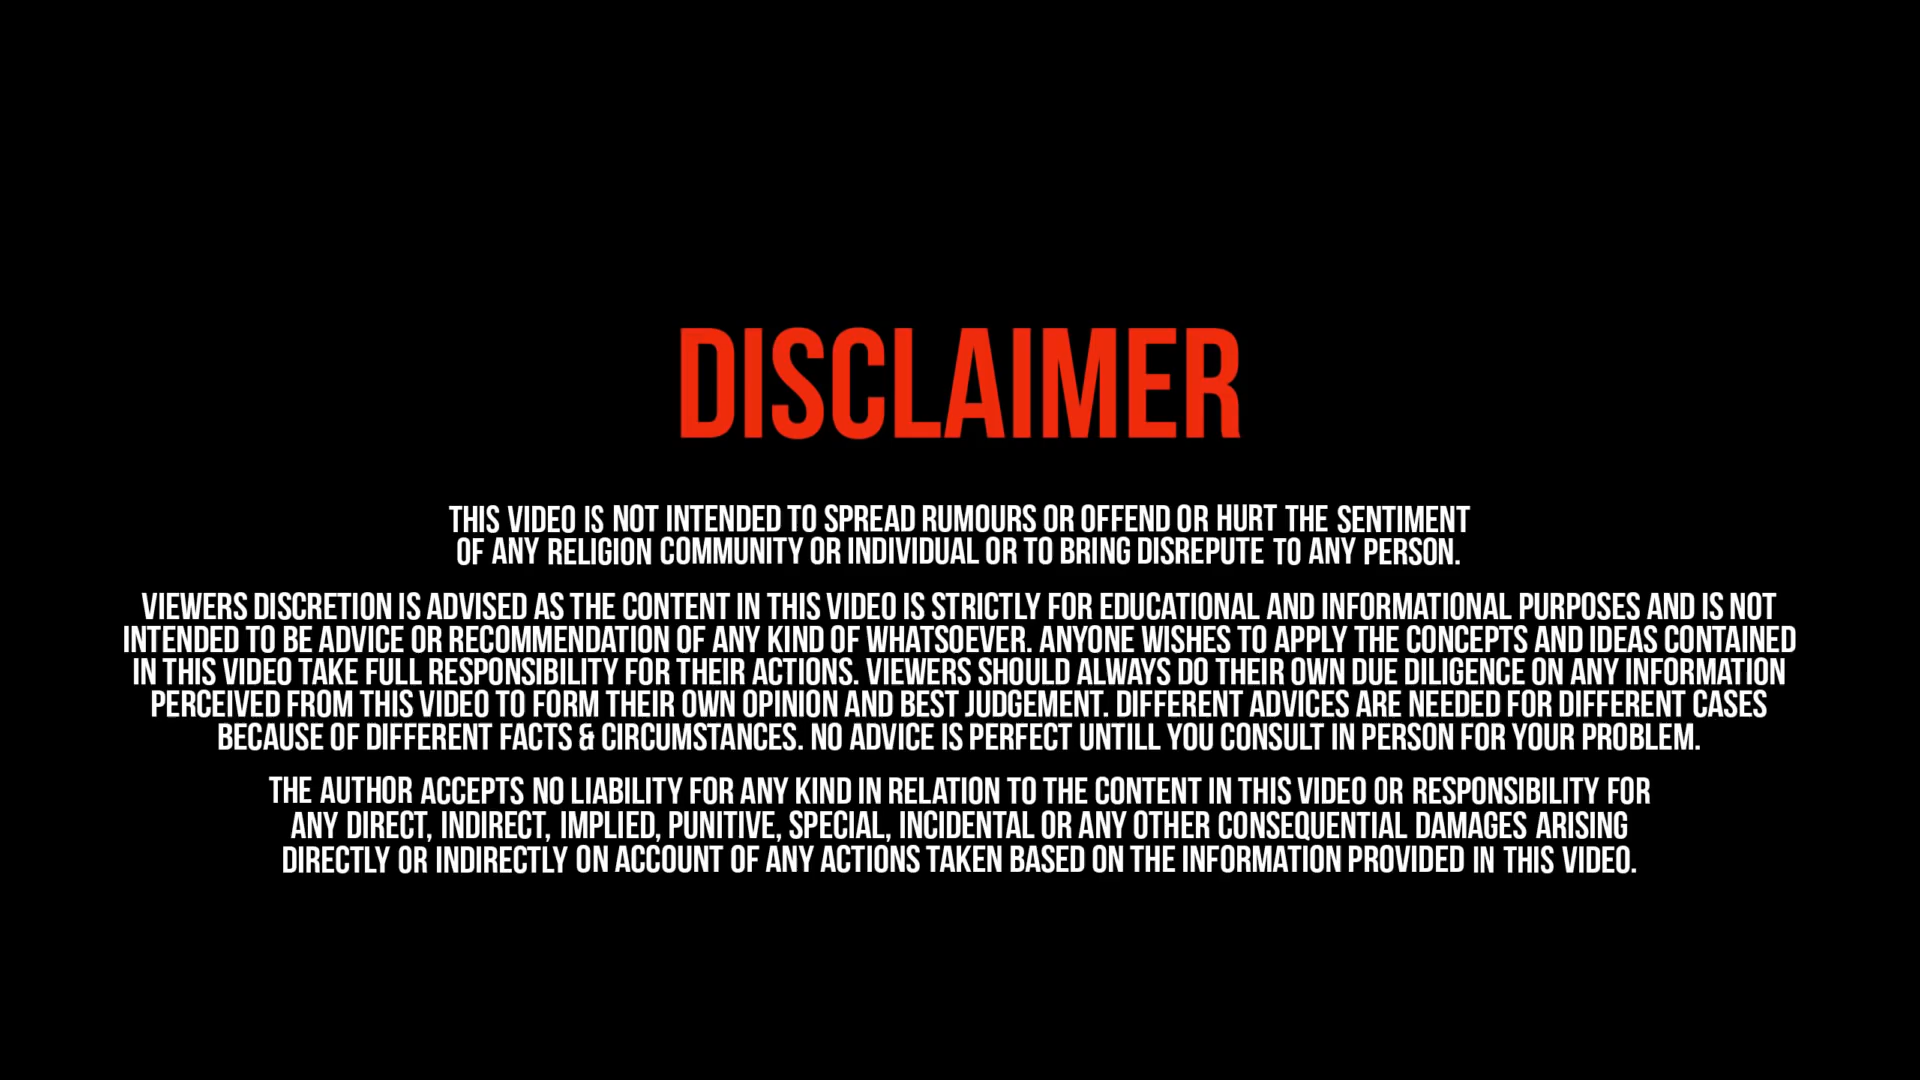 DISCLAIMER
THIS VIDEO IS NOT INTENDED TO SPREAD RUMOURS OR OFFEND OR HURT THE SENTIMENT
OF ANY RELIGION COMMUNITY OR INDIVIDUAL OR TO BRING DISREPUTE TO ANY PERSON.
VIEWERS DISCRETION IS ADVISED AS THE CONTENT IN THIS VIDEO IS STRICTLY FOR EDUCATIONAL AND INFORMATIONAL PURPOSES AND IS NOT
INTENDED TO BE ADVICE OR RECOMMENDATION OF ANY KIND OF WHATSOEVER. ANYONE WISHES TO APPLY THE CONCEPTS AND IDEAS CONTAINED
IN THIS VIDEO TAKE FULL RESPONSIBILITY FOR THEIR ACTIONS. VIEWERS SHOULD ALWAYS DO THEIR OWN DUE DILIGENCE ON ANY INFORMATION
PERCEIVED FROM THIS VIDEO TO FORM THEIR OWN OPINION AND BEST JUDGEMENT. DIFFERENT ADVICES ARE NEEDED FOR DIFFERENT CASES
BECAUSE OF DIFFERENT FACTS & CIRCUMSTANCES. NO ADVICE IS PERFECT UNTILL YOU CONSULT IN PERSON FOR YOUR PROBLEM.
THE AUTHOR ACCEPTS NO LIABILITY FOR ANY KIND IN RELATION TO THE CONTENT IN THIS VIDEO OR RESPONSIBILITY FOR
ANY DIRECT, INDIRECT, IMPLIED, PUNITIVE, SPECIAL, INCIDENTAL OR ANY OTHER CONSEQUENTIAL DAMAGES ARISING
DIRECTLY OR INDIRECTLY ON ACCOUNT OF ANY ACTIONS TAKEN BASED ON THE INFORMATION PROVIDED IN THIS VIDEO.